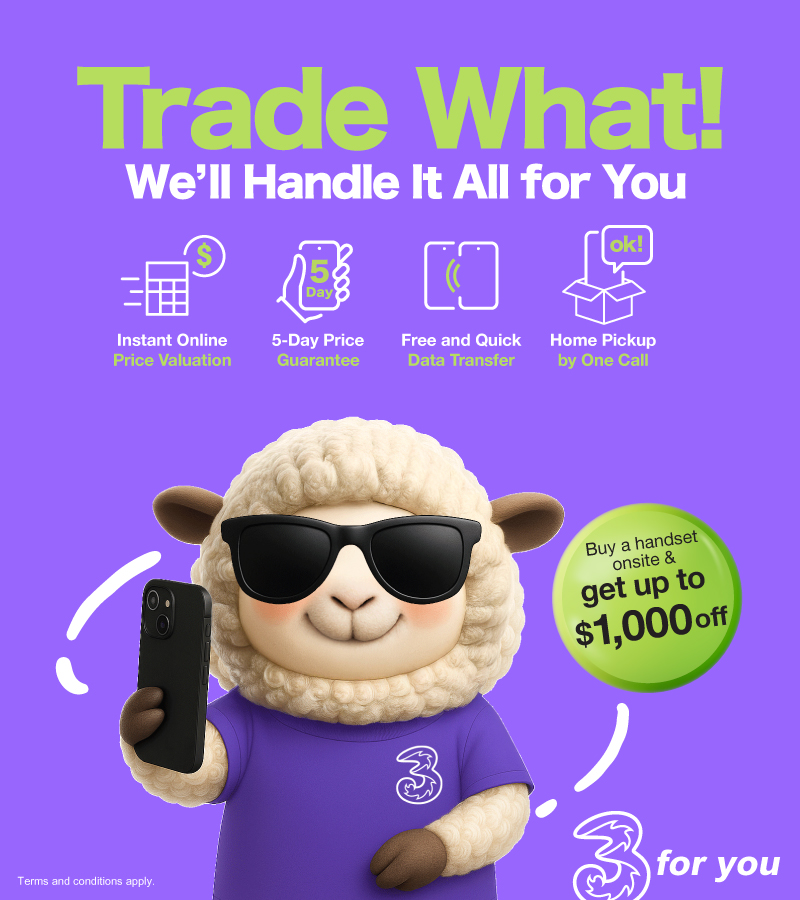 Trade What!
We'll Handle It All for You
$
5
Day
ok!
Instant Online
Price Valuation
5-Day Price
Guarantee
Free and Quick
Data Transfer
Home Pickup
by One Call
Buy a handset
onsite &
get up to
$1,000 off
3
3 for you
Terms and conditions apply.